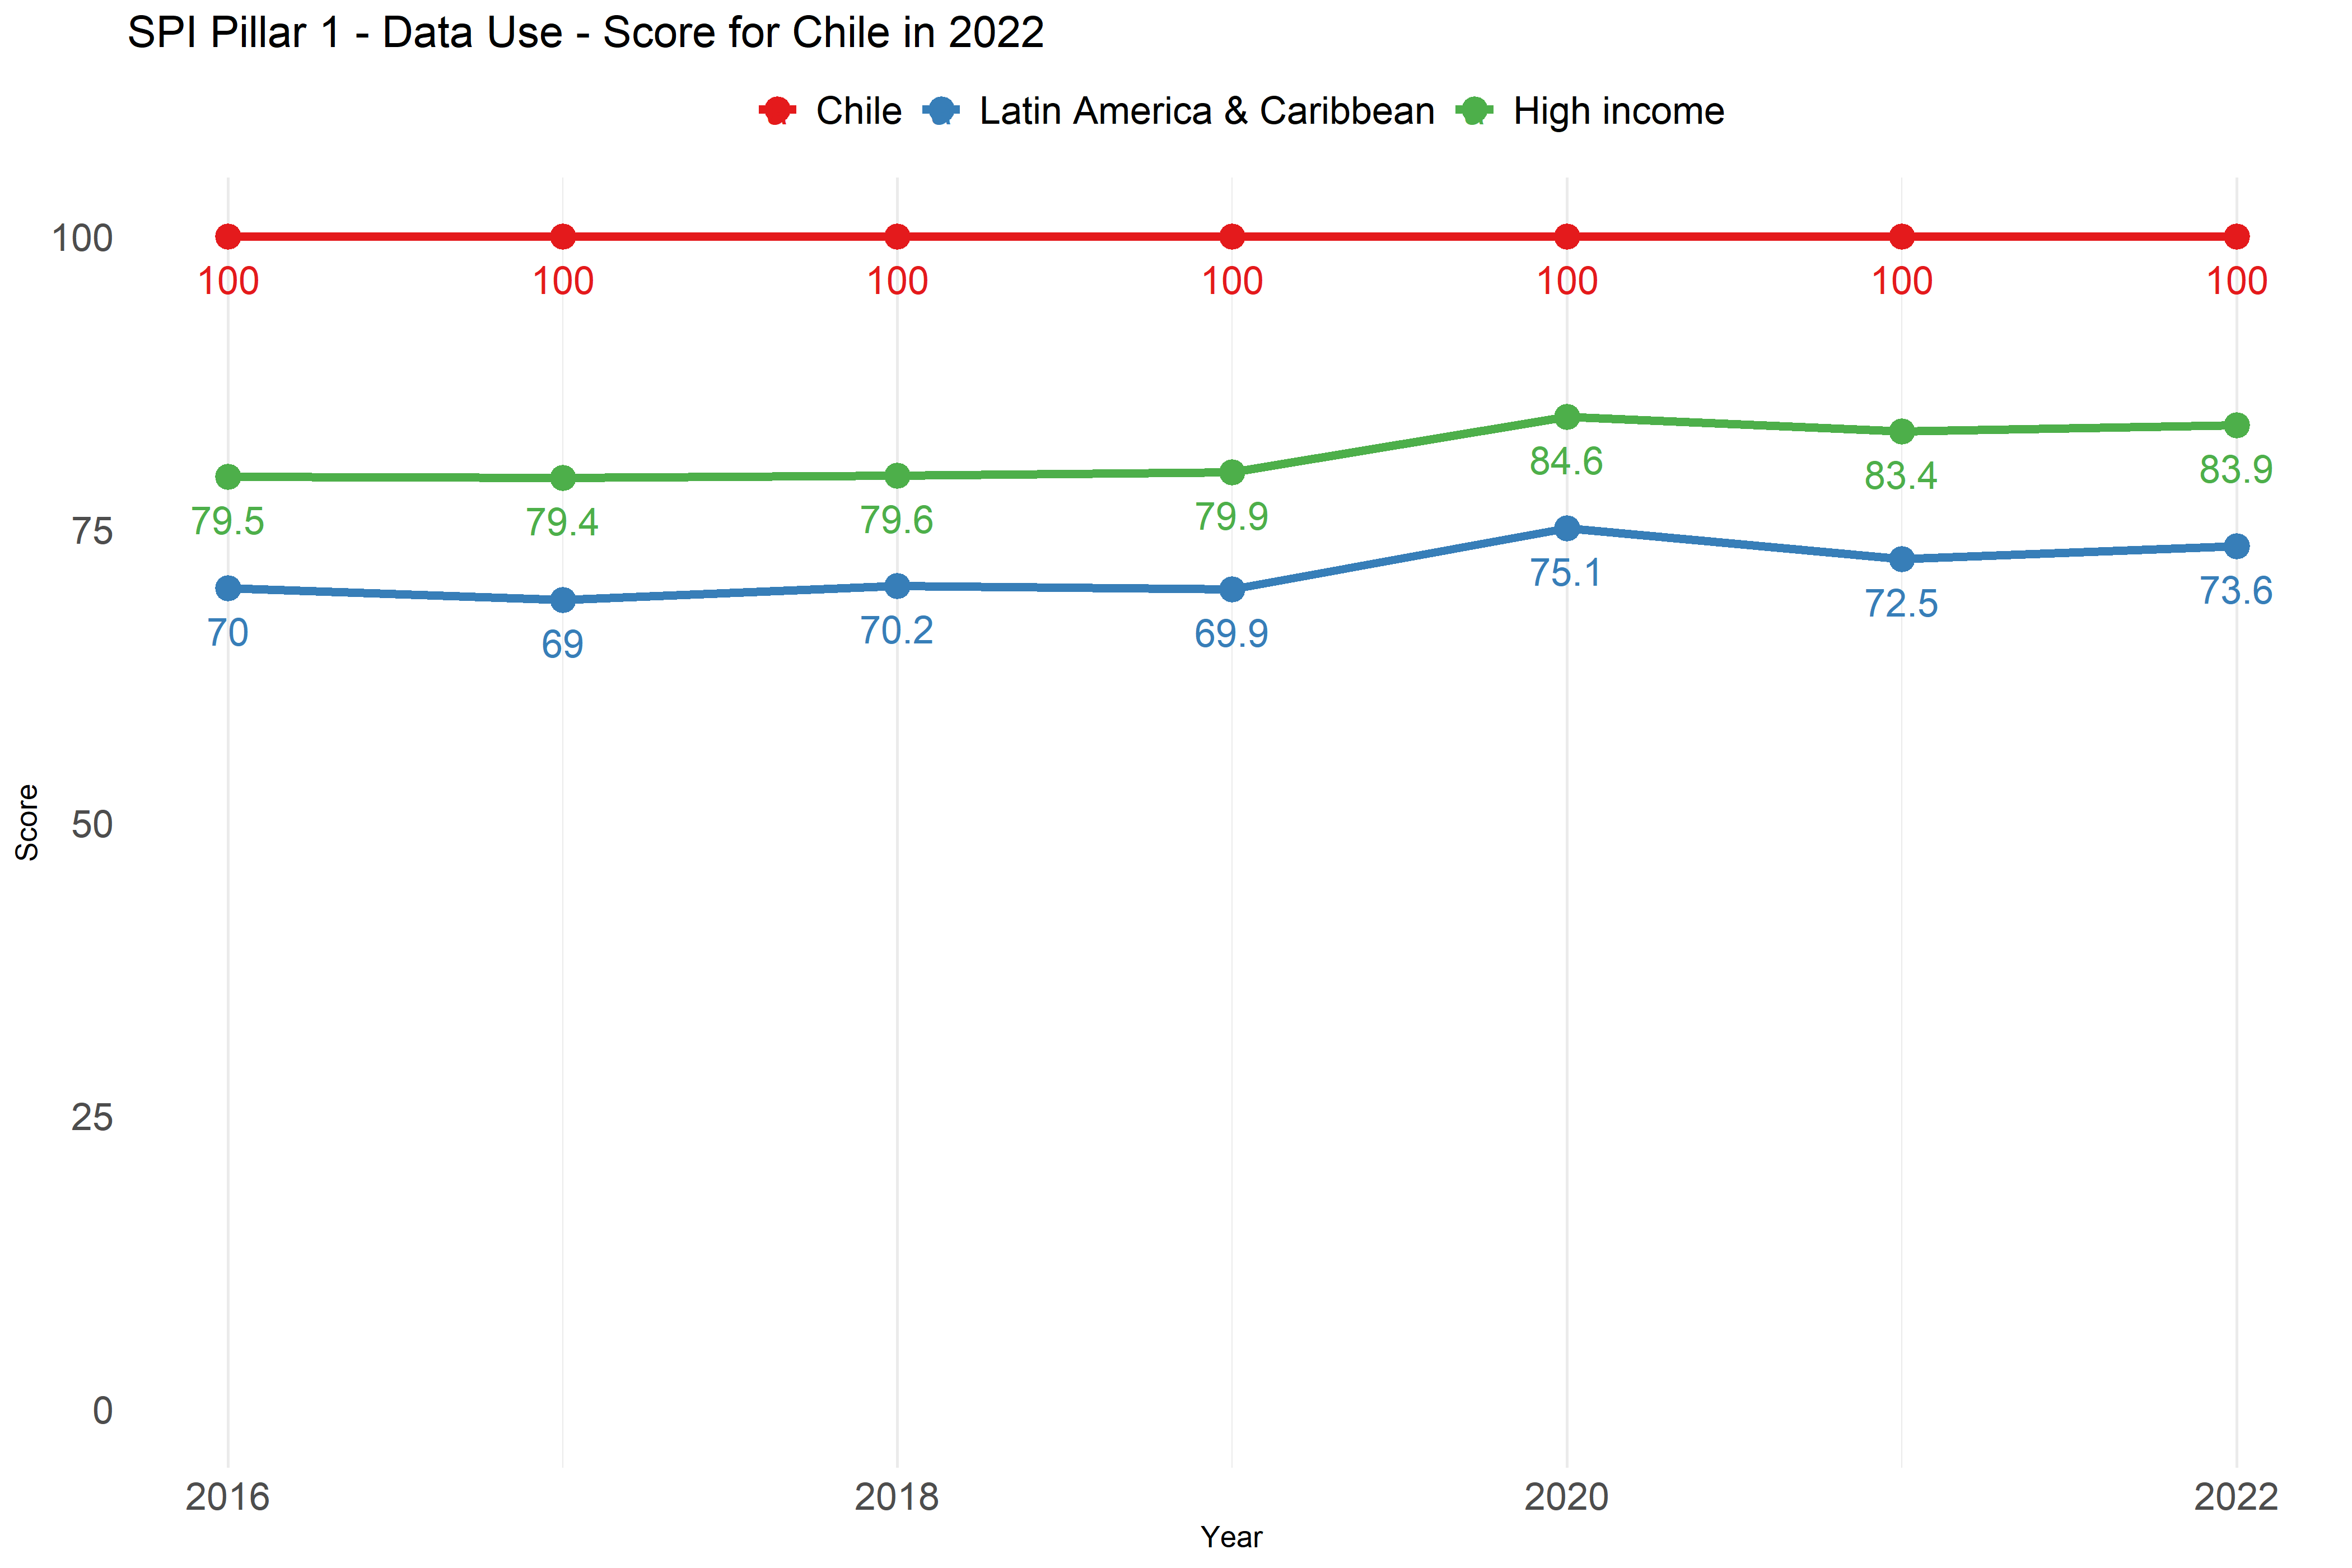 SPI Pillar 1 - Data Use - Score for Chile in 2022
Chile Latin America & Caribbean High income
100
100 100 100 100 100 100 100
79.5 79.4 79.6 79.9 84.6 83.4 83.9
75
70 69 70.2 69.9 75.1 72.5 73.6
50
Score
25
0
2016 2018 2020 2022
Year